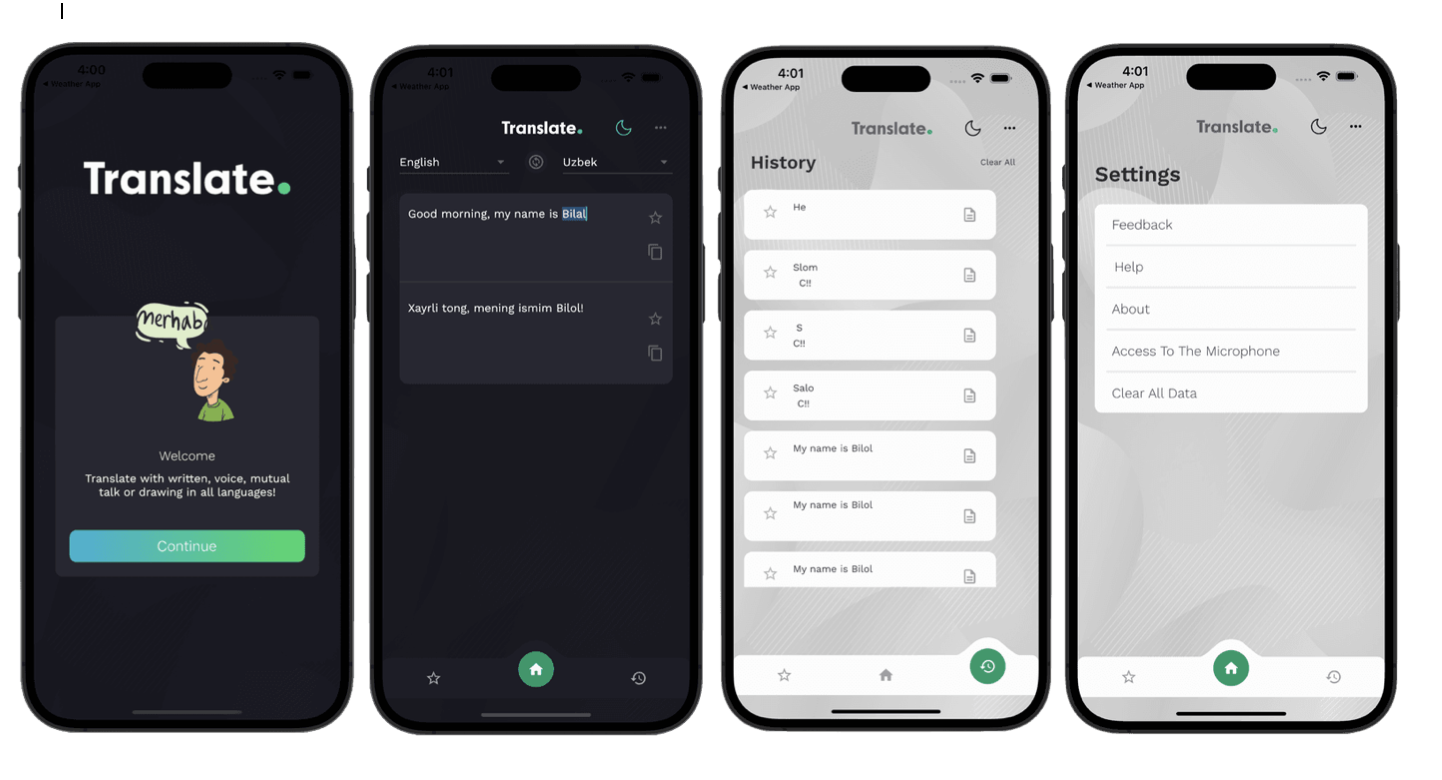 4:00
◀ Weather App
Translate.
merhab
Welcome
Translate with written, voice, mutual
talk or drawing in all languages!
Continue
4:01
◀ Weather App
Translate.
English
Uzbek
Good morning, my name is Bilal
Xayrli tong, mening ismim Bilol!
4:01
◀ Weather App
Translate.
History
Clear All
He
Slom
C!!
S
C!!
Salo
C!!
My name is Bilol
My name is Bilol
My name is Bilol
4:01
◀ Weather App
Translate.
Settings
Feedback
Help
About
Access To The Microphone
Clear All Data